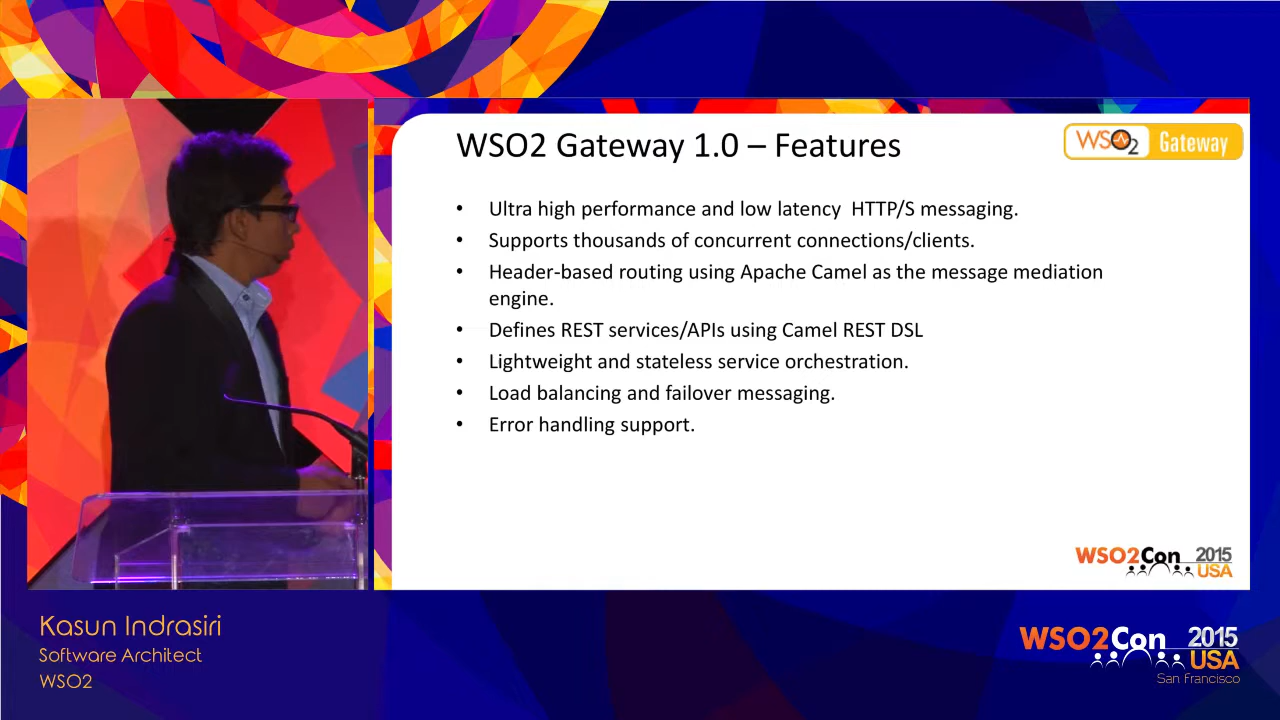 WSO2 Gateway 1.0 – Features
WSO2 Gateway
• Ultra high performance and low latency HTTP/S messaging.
• Supports thousands of concurrent connections/clients.
• Header-based routing using Apache Camel as the message mediation
engine.
• Defines REST services/APIs using Camel REST DSL
• Lightweight and stateless service orchestration.
• Load balancing and failover messaging.
• Error handling support.
WSO2Con 2015
USA
Kasun Indrasiri
Software Architect
WSO2
WSO2Con 2015
USA
San Francisco